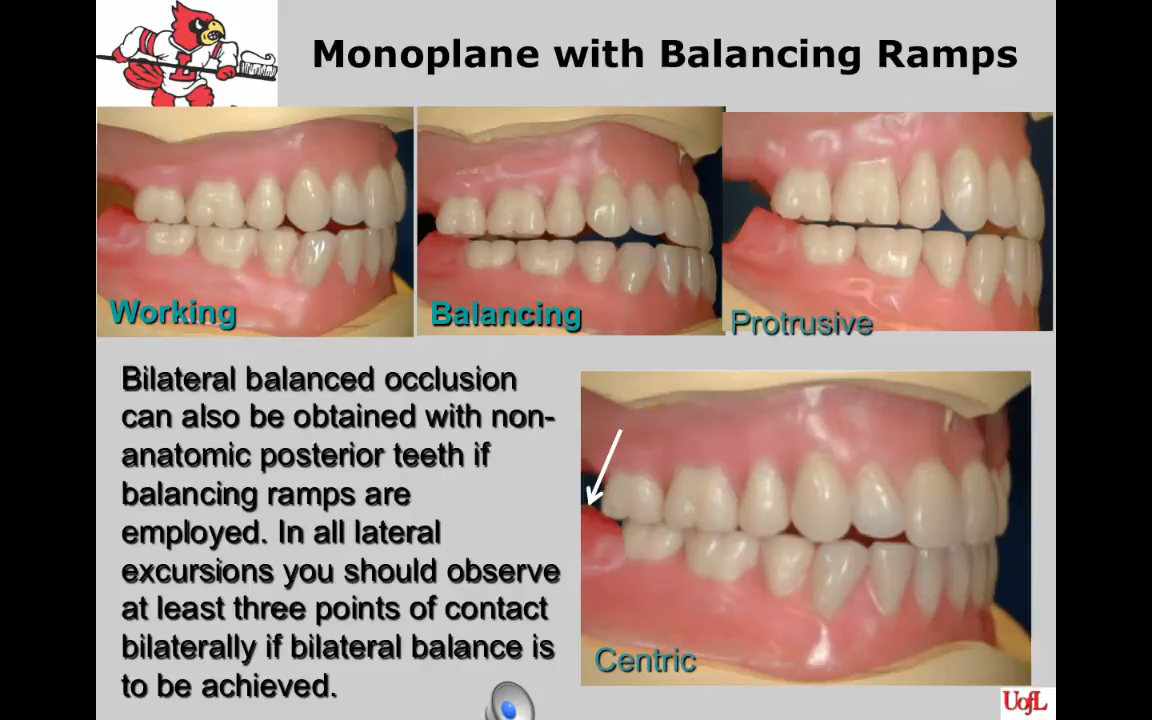 Monoplane with Balancing Ramps
Working
Balancing
Protrusive
Bilateral balanced occlusion
can also be obtained with non-
anatomic posterior teeth if
balancing ramps are
employed. In all lateral
excursions you should observe
at least three points of contact
bilaterally if bilateral balance is
to be achieved.
Centric
UofL